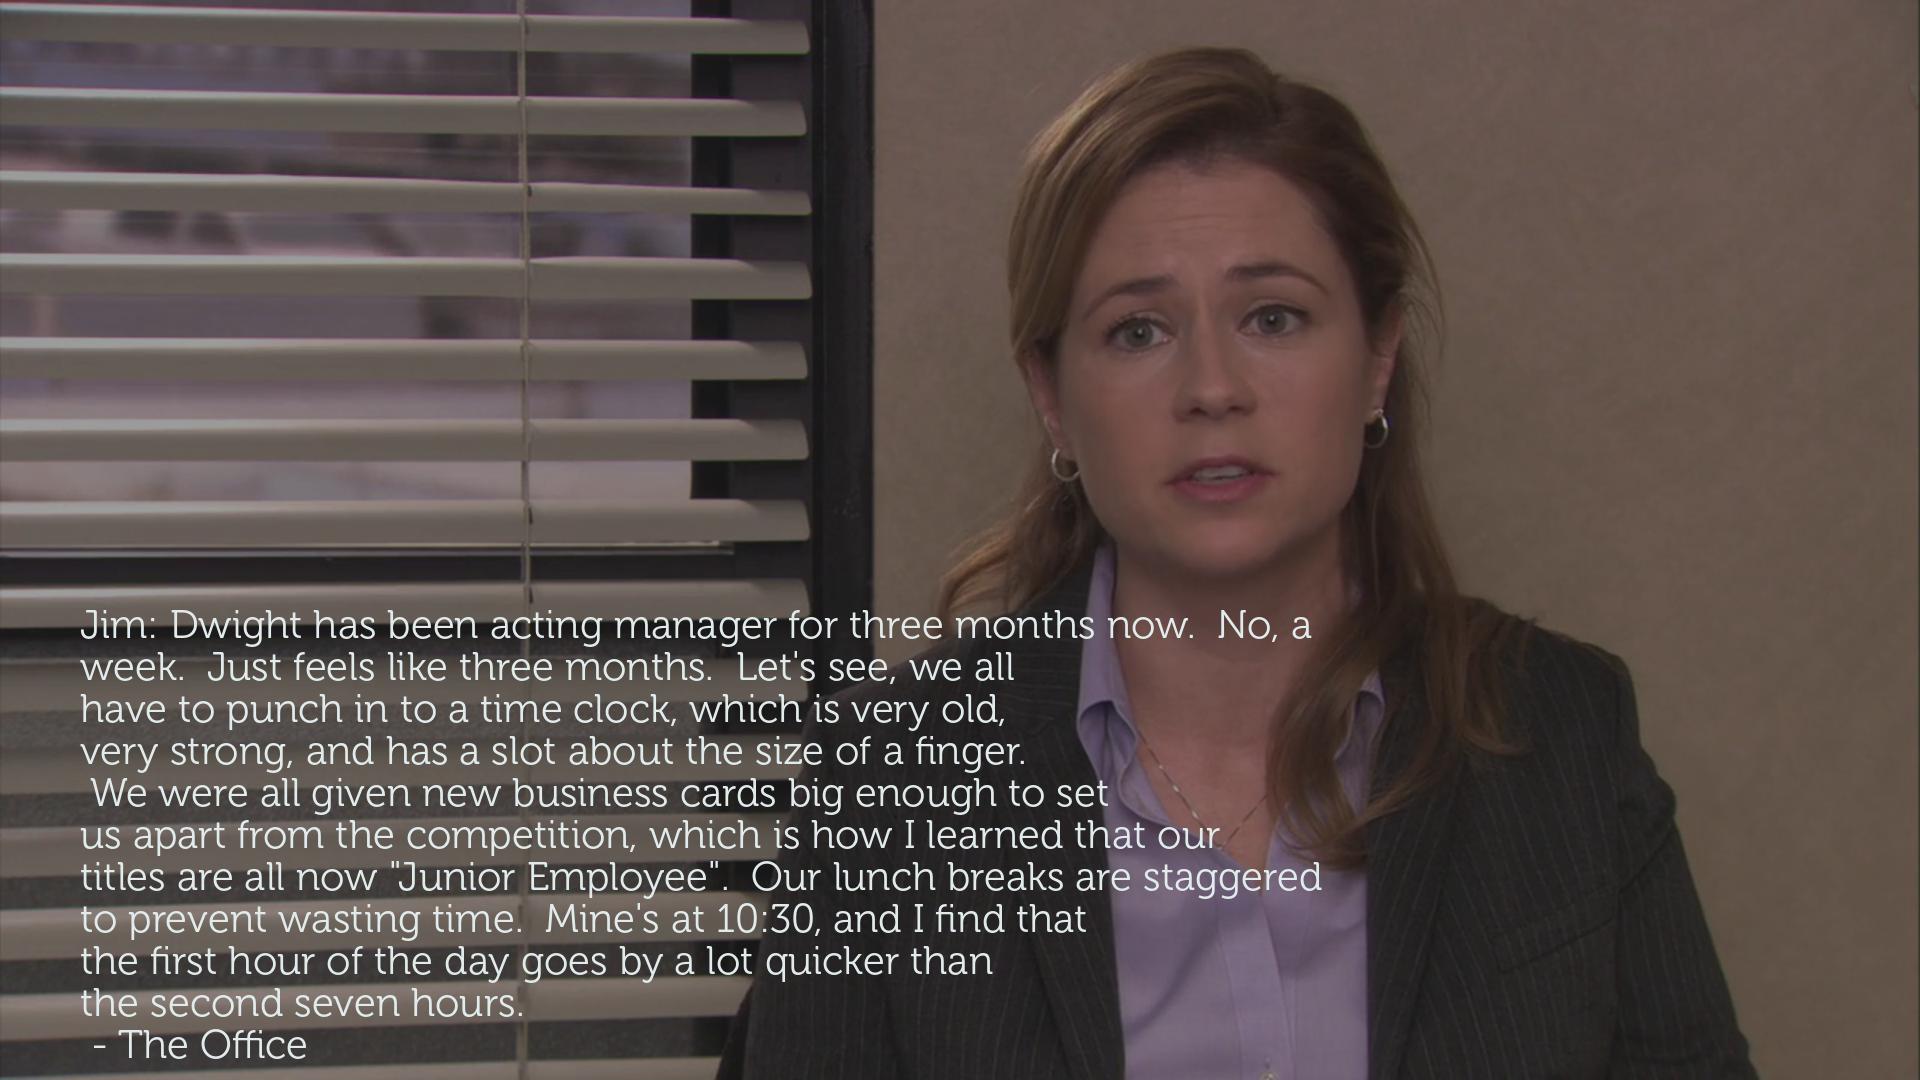 Jim: Dwight has been acting manager for three months now.  No, a
week.  Just feels like three months.  Let's see, we all
have to punch in to a time clock, which is very old,
very strong, and has a slot about the size of a finger.
We were all given new business cards big enough to set
us apart from the competition, which is how I learned that our
titles are all now "Junior Employee".  Our lunch breaks are staggered
to prevent wasting time.  Mine's at 10:30, and I find that
the first hour of the day goes by a lot quicker than
the second seven hours.
- The Office